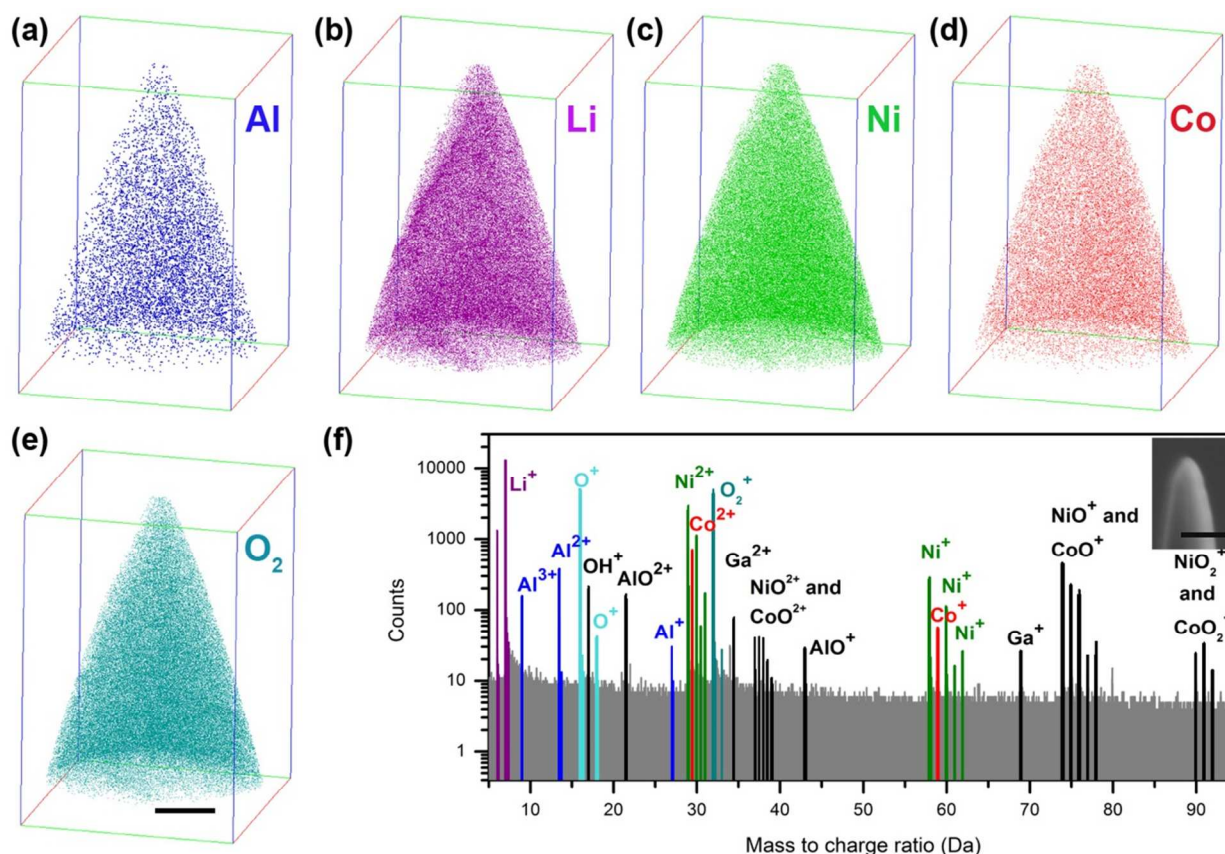 (a)
Al
(b)
Li
(c)
Ni
(d)
Co
(e)
O₂
(f)
Counts
10000
1000
100
10
1
Li⁺
Al³⁺
Al²⁺
O⁺
OH⁺
O⁺
AlO²⁺
Al⁺
Ni²⁺
Co²⁺
O₂⁺
Ga²⁺
NiO²⁺ and
CoO²⁺
AlO⁺
Ni⁺
Co⁺
Ni⁺
Ni⁺
Ga⁺
NiO⁺ and
CoO⁺
NiO₂⁺
and
CoO₂⁺
10 20 30 40 50 60 70 80 90
Mass to charge ratio (Da)